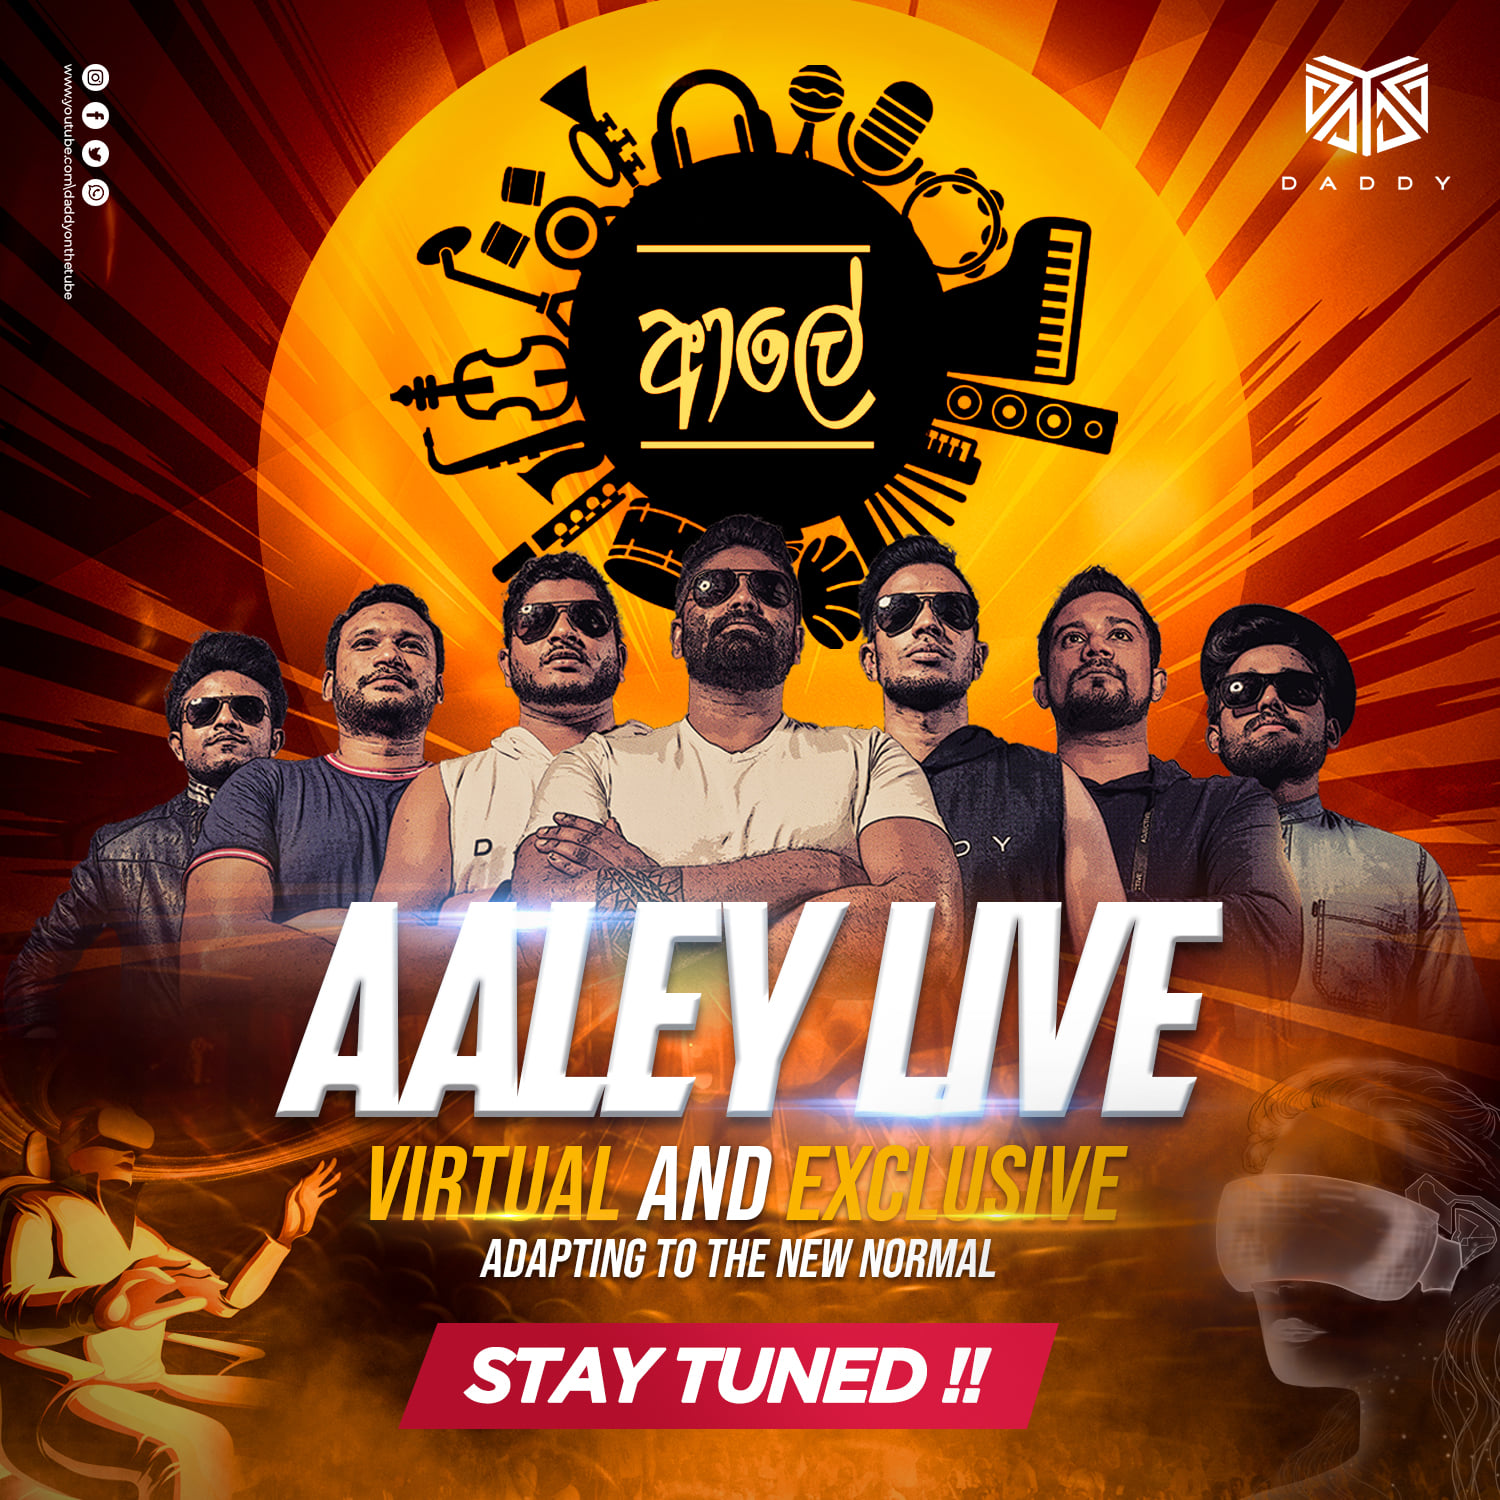 www.youtube.com\daddyonthetube
DADDY
ආලේ
D
D Y
AALEY LIVE
VIRTUAL AND EXCLUSIVE
ADAPTING TO THE NEW NORMAL
STAY TUNED !!